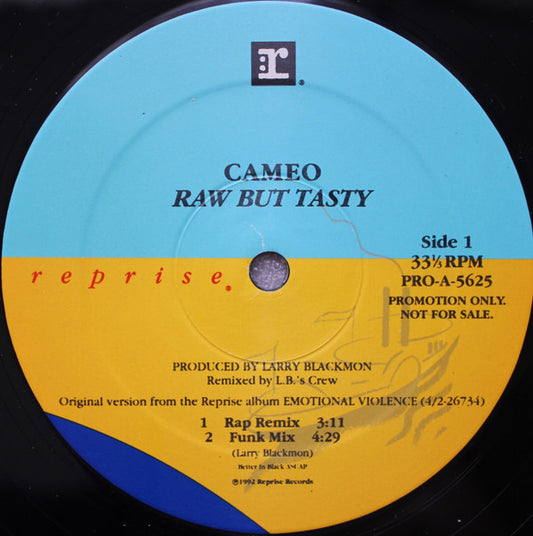 r®
CAMEO
RAW BUT TASTY
Side 1
33⅓ RPM
PRO-A-5625
PROMOTION ONLY.
NOT FOR SALE.
reprise®
PRODUCED BY LARRY BLACKMON
Remixed by L.B.'s Crew
Original version from the Reprise album EMOTIONAL VIOLENCE (4/2-26734)
1 Rap Remix 3:11
2 Funk Mix 4:29
(Larry Blackmon)
Better In Black ASCAP
℗1992 Reprise Records